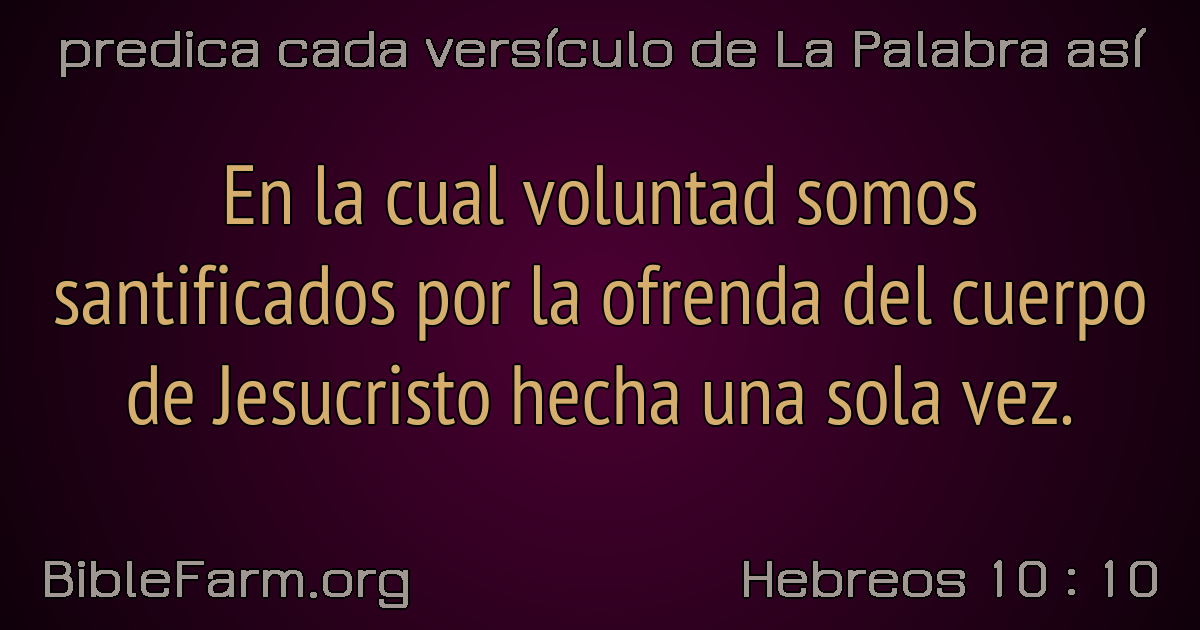 predica cada versículo de La Palabra así
En la cual voluntad somos
santificados por la ofrenda del cuerpo
de Jesucristo hecha una sola vez.
BibleFarm.org
Hebreos 10 : 10